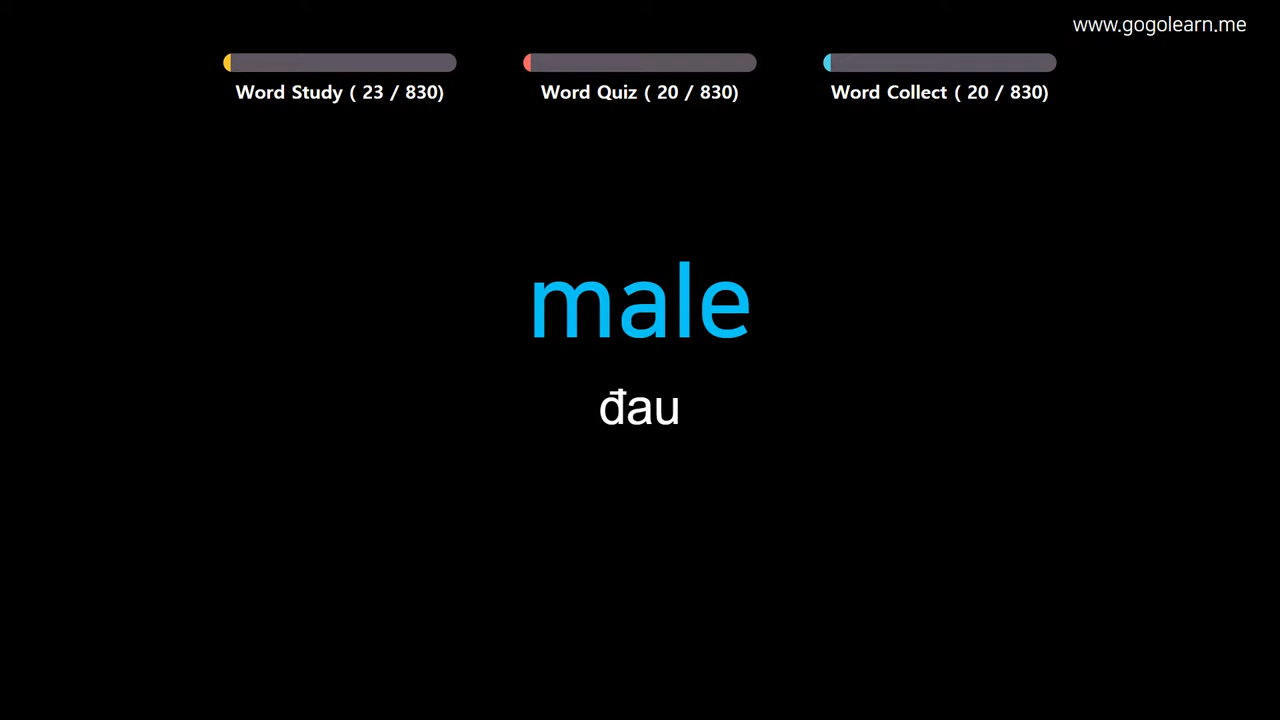 www.gogolearn.me
Word Study ( 23 / 830)
Word Quiz ( 20 / 830)
Word Collect ( 20 / 830)
male
đau